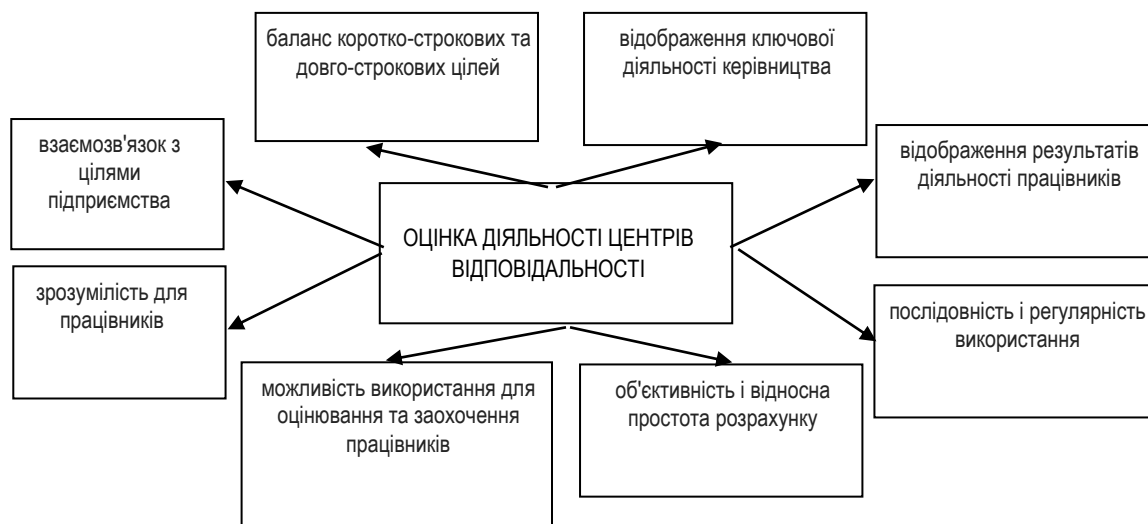 баланс коротко-строкових та
довго-строкових цілей
відображення ключової
діяльності керівництва
взаємозв'язок з
цілями
підприємства
відображення результатів
діяльності працівників
ОЦІНКА ДІЯЛЬНОСТІ ЦЕНТРІВ
ВІДПОВІДАЛЬНОСТІ
зрозумілість для
працівників
послідовність і регулярність
використання
можливість використання для
оцінювання та заохочення
працівників
об'єктивність і відносна
простота розрахунку